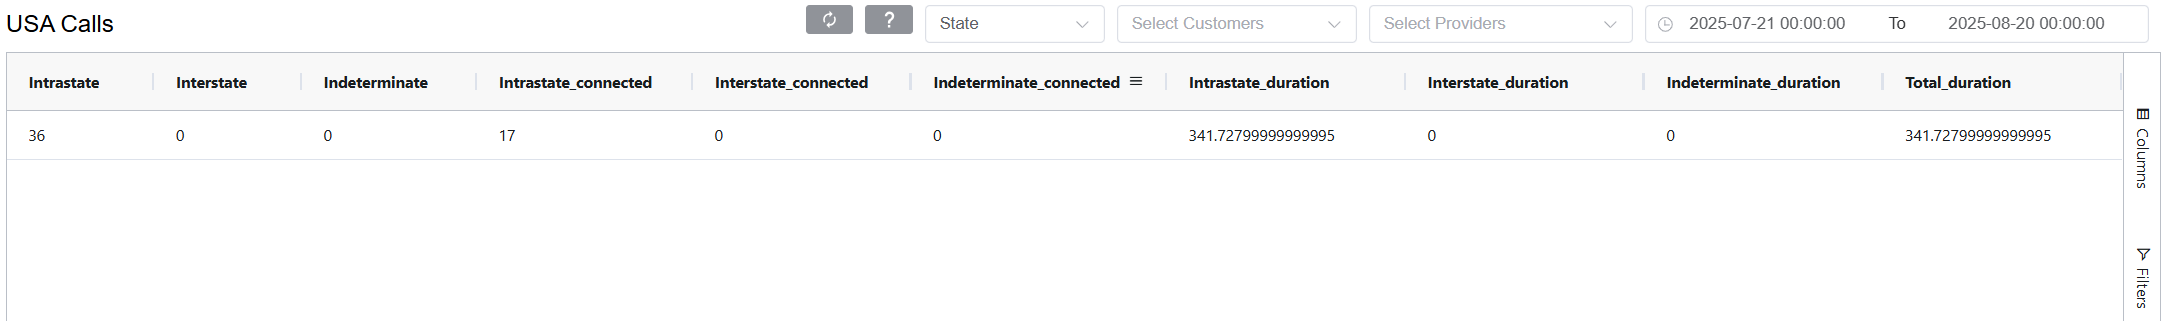 USA Calls
? State Select Customers Select Providers 2025-07-21 00:00:00 To 2025-08-20 00:00:00
Intrastate Interstate Indeterminate Intrastate_connected Interstate_connected Indeterminate_connected Intrastate_duration Interstate_duration Indeterminate_duration Total_duration
36 0 0 17 0 0 341.72799999999995 0 0 341.72799999999995
Columns
Filters